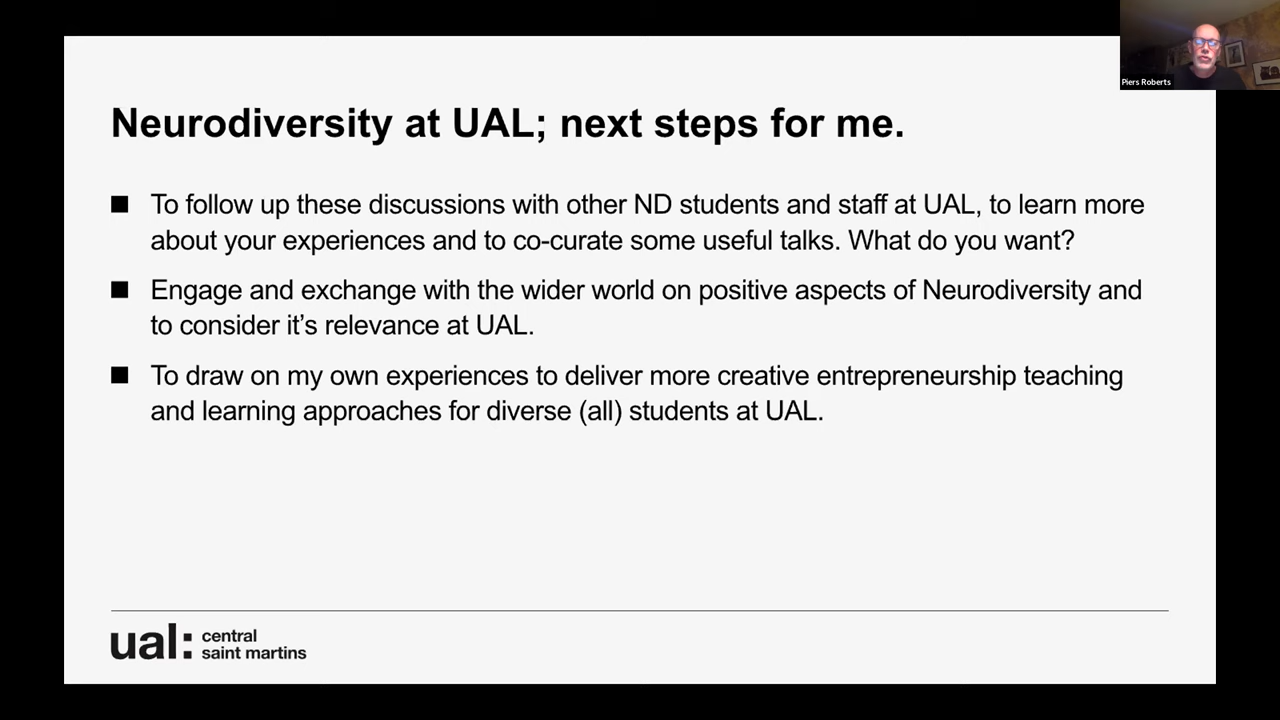 Piers Roberts
Neurodiversity at UAL; next steps for me.
To follow up these discussions with other ND students and staff at UAL, to learn more
about your experiences and to co-curate some useful talks. What do you want?
Engage and exchange with the wider world on positive aspects of Neurodiversity and
to consider it’s relevance at UAL.
To draw on my own experiences to deliver more creative entrepreneurship teaching
and learning approaches for diverse (all) students at UAL.
ual: central
saint martins